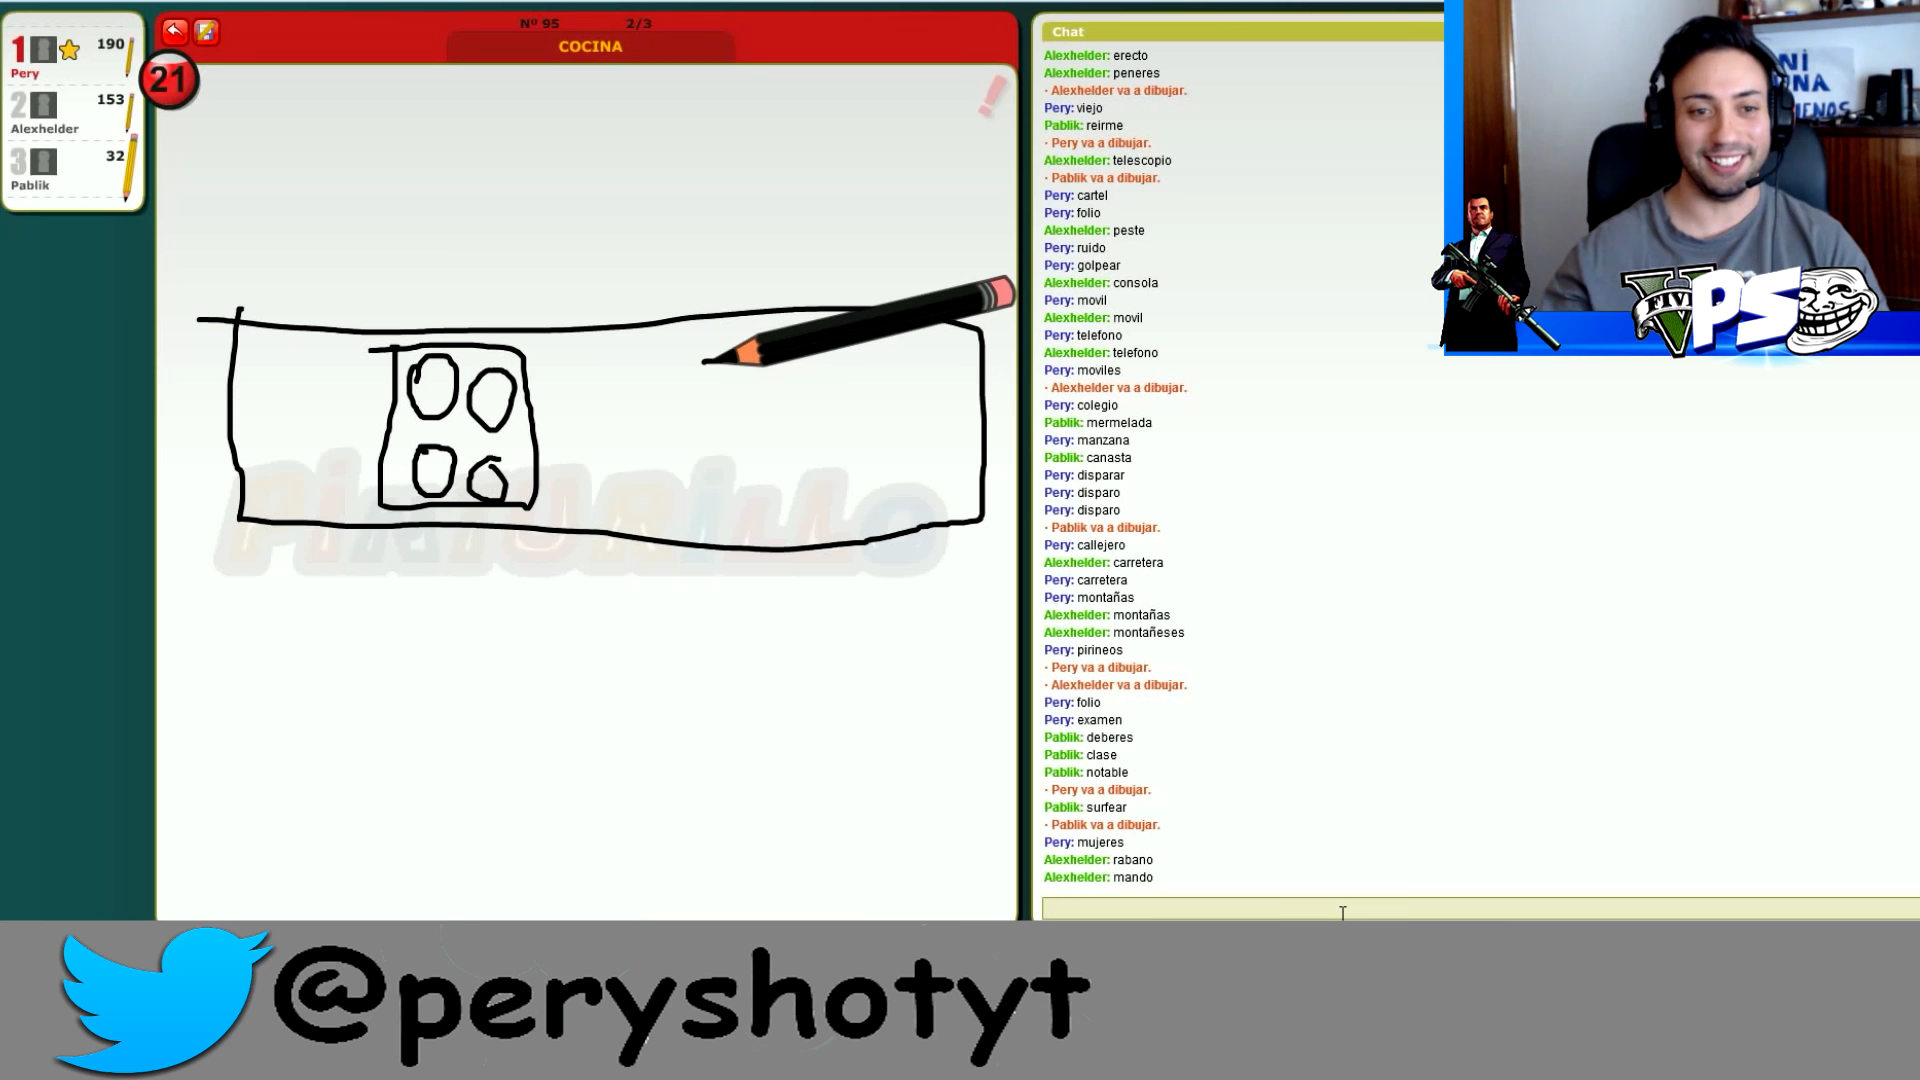 Nº 95 2/3
COCINA
1 190
Pery
2 153
Alexhelder
3 32
Pablik
21
PINTURILLO
Chat
Alexhelder: erecto
Alexhelder: peneres
· Alexhelder va a dibujar.
Pery: viejo
Pablik: reirme
· Pery va a dibujar.
Alexhelder: telescopio
· Pablik va a dibujar.
Pery: cartel
Pery: folio
Alexhelder: peste
Pery: ruido
Pery: golpear
Alexhelder: consola
Pery: movil
Alexhelder: movil
Pery: telefono
Alexhelder: telefono
Pery: moviles
· Alexhelder va a dibujar.
Pery: colegio
Pablik: mermelada
Pery: manzana
Pablik: canasta
Pery: disparar
Pery: disparo
Pery: disparo
· Pablik va a dibujar.
Pery: callejero
Alexhelder: carretera
Pery: carretera
Pery: montañas
Alexhelder: montañas
Alexhelder: montañeses
Pery: pirineos
· Pery va a dibujar.
· Alexhelder va a dibujar.
Pery: folio
Pery: examen
Pablik: deberes
Pablik: clase
Pablik: notable
· Pery va a dibujar.
Pablik: surfear
· Pablik va a dibujar.
Pery: mujeres
Alexhelder: rabano
Alexhelder: mando
NI
MENOS
V
FIVE
PS
@peryshotyt